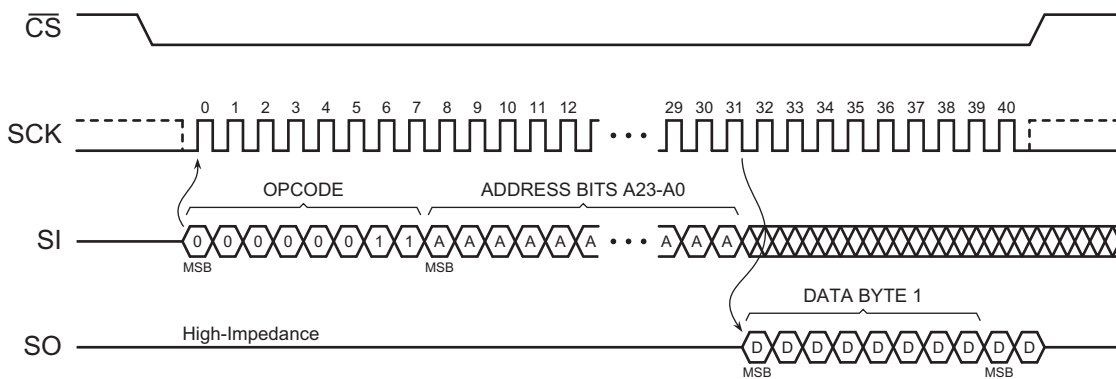 CS
0 1 2 3 4 5 6 7 8 9 10 11 12 29 30 31 32 33 34 35 36 37 38 39 40
SCK
OPCODE ADDRESS BITS A23-A0
SI 0 0 0 0 0 0 1 1 A A A A A A A A A
MSB MSB
DATA BYTE 1
High-Impedance
SO D D D D D D D D D D
MSB MSB